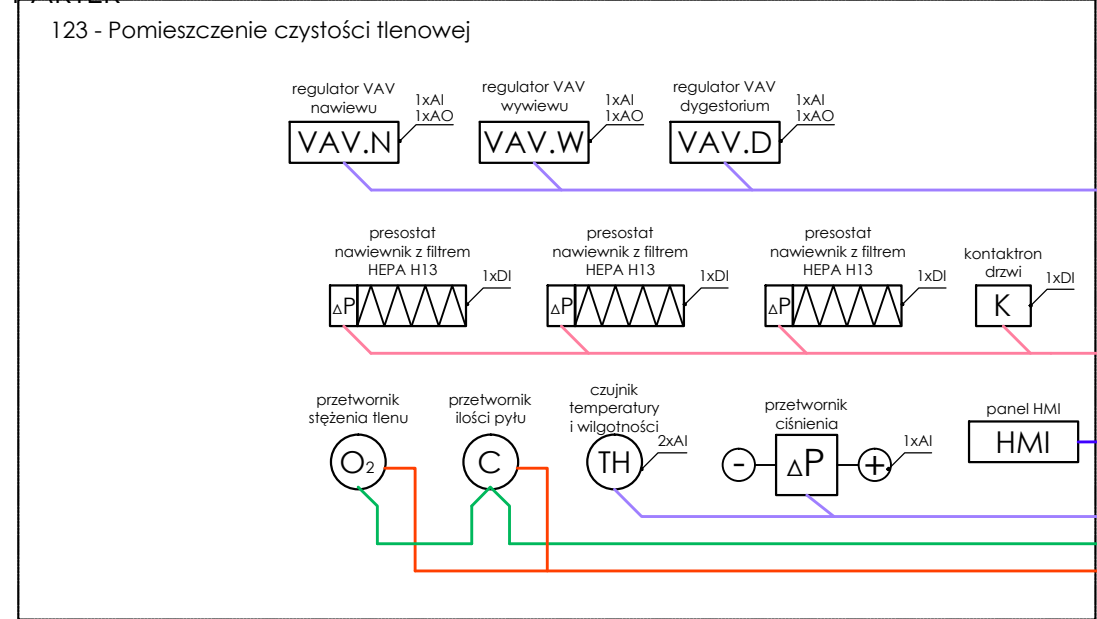 123 - Pomieszczenie czystości tlenowej
regulator VAV
nawiewu
1xAI
1xAO
VAV.N
regulator VAV
wywiewu
1xAI
1xAO
VAV.W
regulator VAV
dygestorium
1xAI
1xAO
VAV.D
presostat
nawiewnik z filtrem
HEPA H13
1xDI
ΔP
presostat
nawiewnik z filtrem
HEPA H13
1xDI
ΔP
presostat
nawiewnik z filtrem
HEPA H13
1xDI
ΔP
kontaktron
drzwi
1xDI
K
przetwornik
stężenia tlenu
O2
przetwornik
ilości pyłu
C
czujnik
temperatury
i wilgotności
2xAI
TH
przetwornik
ciśnienia
1xAI
- ΔP +
panel HMI
HMI